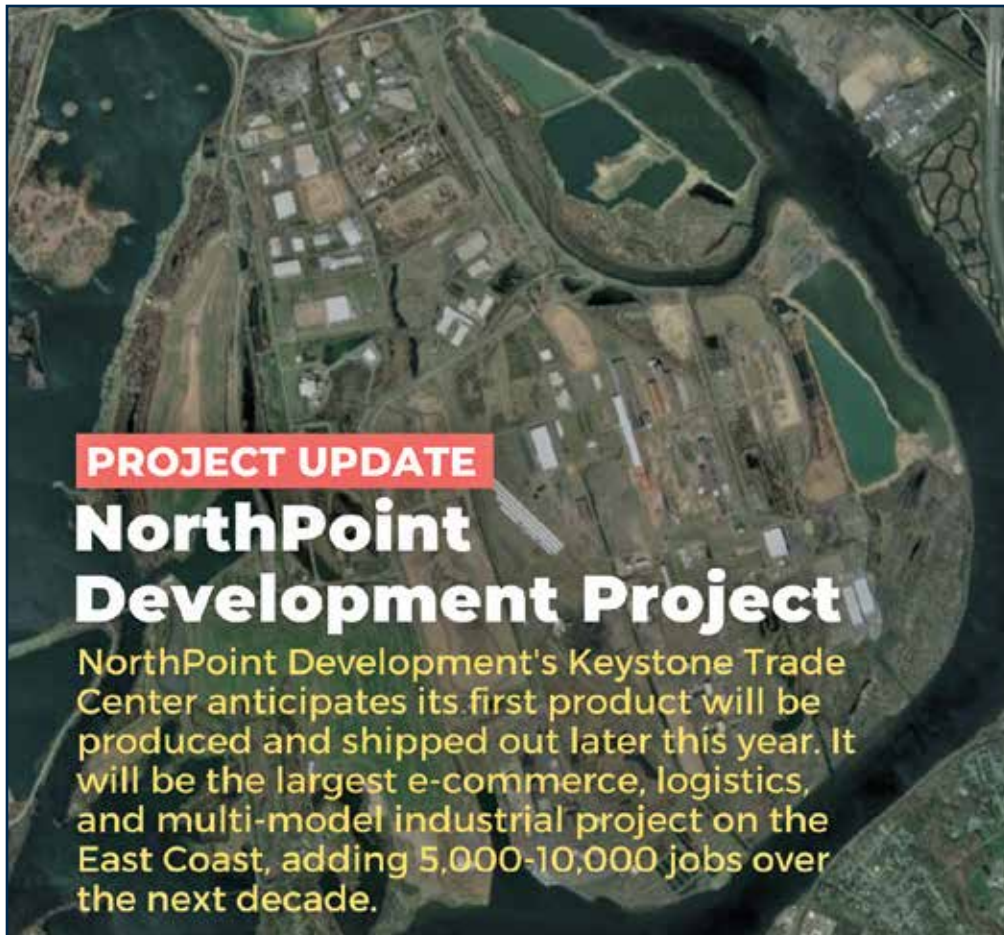 PROJECT UPDATE
NorthPoint
Development Project
NorthPoint Development's Keystone Trade
Center anticipates its first product will be
produced and shipped out later this year. It
will be the largest e-commerce, logistics,
and multi-model industrial project on the
East Coast, adding 5,000-10,000 jobs over
the next decade.